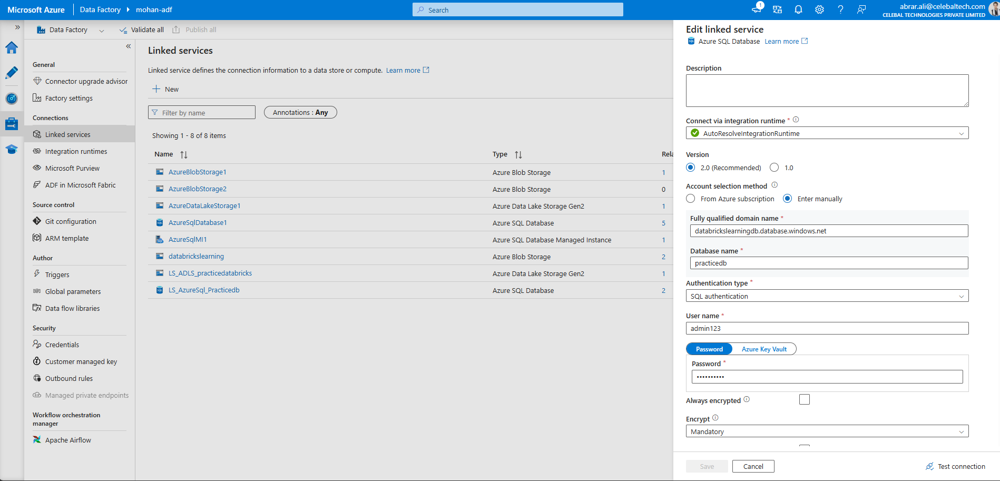 Microsoft Azure
Data Factory
mohan-adf
Search
1
abrar.ali@celebaltech.com
CELEBAL TECHNOLOGIES PRIVATE LIMITED
Data Factory
Validate all
Publish all
General
Connector upgrade advisor
Factory settings
Connections
Linked services
Integration runtimes
Microsoft Purview
ADF in Microsoft Fabric
Source control
Git configuration
ARM template
Author
Triggers
Global parameters
Data flow libraries
Security
Credentials
Customer managed key
Outbound rules
Managed private endpoints
Workflow orchestration
manager
Apache Airflow
Linked services
Linked service defines the connection information to a data store or compute. Learn more
New
Filter by name
Annotations : Any
Showing 1 - 8 of 8 items
Name Type Rela
AzureBlobStorage1 Azure Blob Storage 1
AzureBlobStorage2 Azure Blob Storage 0
AzureDataLakeStorage1 Azure Data Lake Storage Gen2 1
AzureSqlDatabase1 Azure SQL Database 5
AzureSqlMI1 Azure SQL Database Managed Instance 1
databrickslearning Azure Blob Storage 2
LS_ADLS_practicedatabricks Azure Data Lake Storage Gen2 1
LS_AzureSql_Practicedb Azure SQL Database 2
Edit linked service
Azure SQL Database Learn more
Description
Connect via integration runtime *
AutoResolveIntegrationRuntime
Version
2.0 (Recommended) 1.0
Account selection method
From Azure subscription Enter manually
Fully qualified domain name *
databrickslearningdb.database.windows.net
Database name *
practicedb
Authentication type *
SQL authentication
User name *
admin123
Password Azure Key Vault
Password *
••••••••••
Always encrypted
Encrypt
Mandatory
Save Cancel Test connection